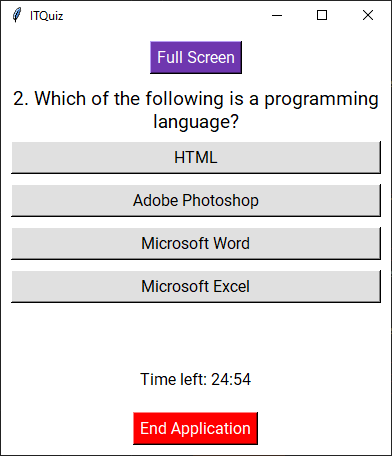 ITQuiz
Full Screen
2. Which of the following is a programming
language?
HTML
Adobe Photoshop
Microsoft Word
Microsoft Excel
Time left: 24:54
End Application